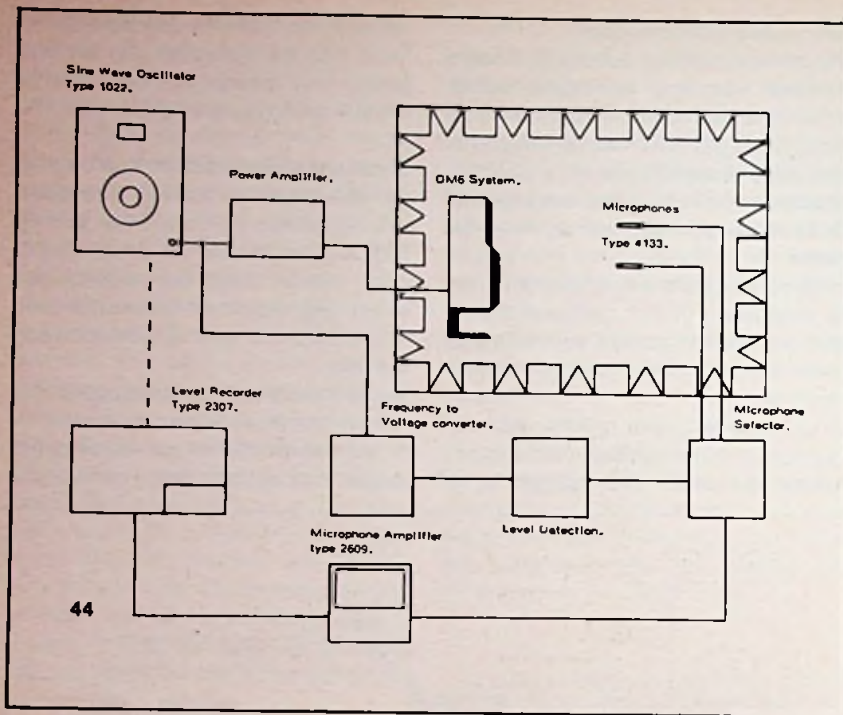 Sine Wave Oscillator
Type 1022.
Power Amplifier.
DM6 System.
Microphones
Type 4133.
Level Recorder
Type 2307.
Frequency to
Voltage converter.
Microphone
Selector.
Level Detection.
Microphone Amplifier
type 2609.
44